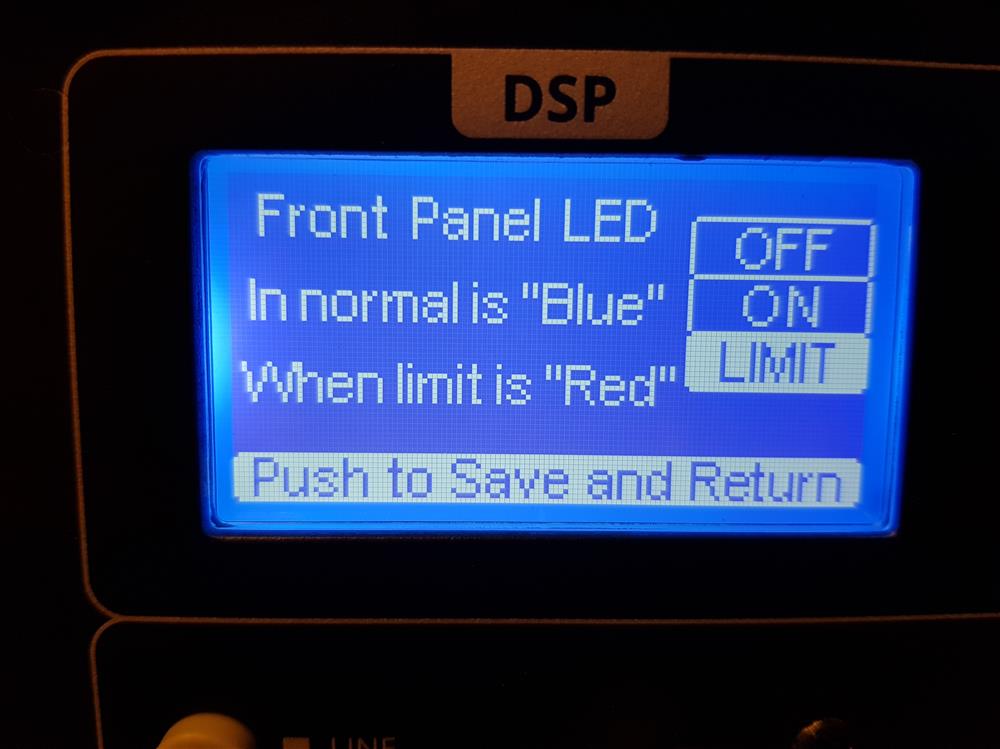 DSP
Front Panel LED
OFF
In normal is "Blue"
ON
When limit is "Red"
LIMIT
Push to Save and Return
LINE